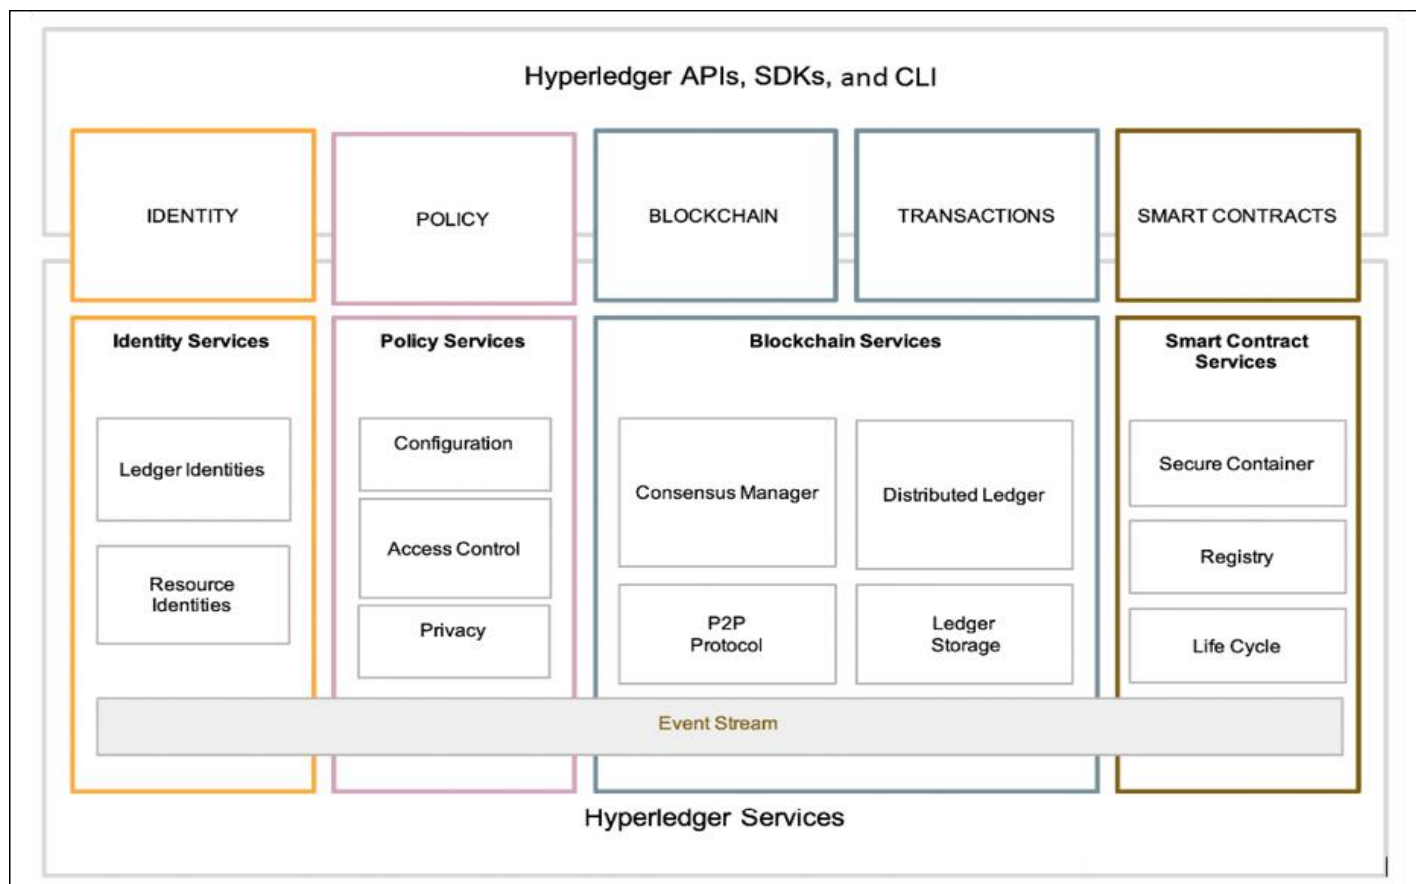 Hyperledger APIs, SDKs, and CLI
IDENTITY
POLICY
BLOCKCHAIN
TRANSACTIONS
SMART CONTRACTS
Identity Services
Ledger Identities
Resource
Identities
Policy Services
Configuration
Access Control
Privacy
Blockchain Services
Consensus Manager
Distributed Ledger
P2P
Protocol
Ledger
Storage
Smart Contract
Services
Secure Container
Registry
Life Cycle
Event Stream
Hyperledger Services